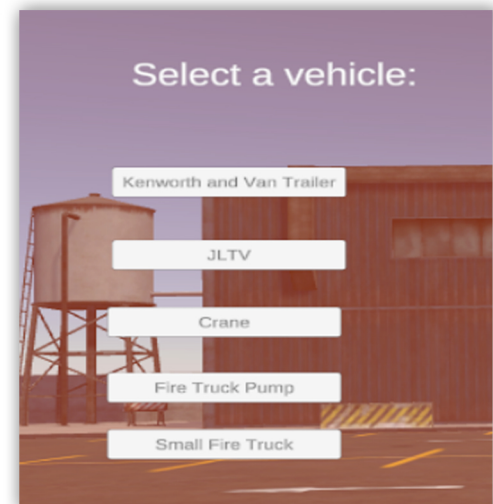 Select a vehicle:
Kenworth and Van Trailer
JLTV
Crane
Fire Truck Pump
Small Fire Truck